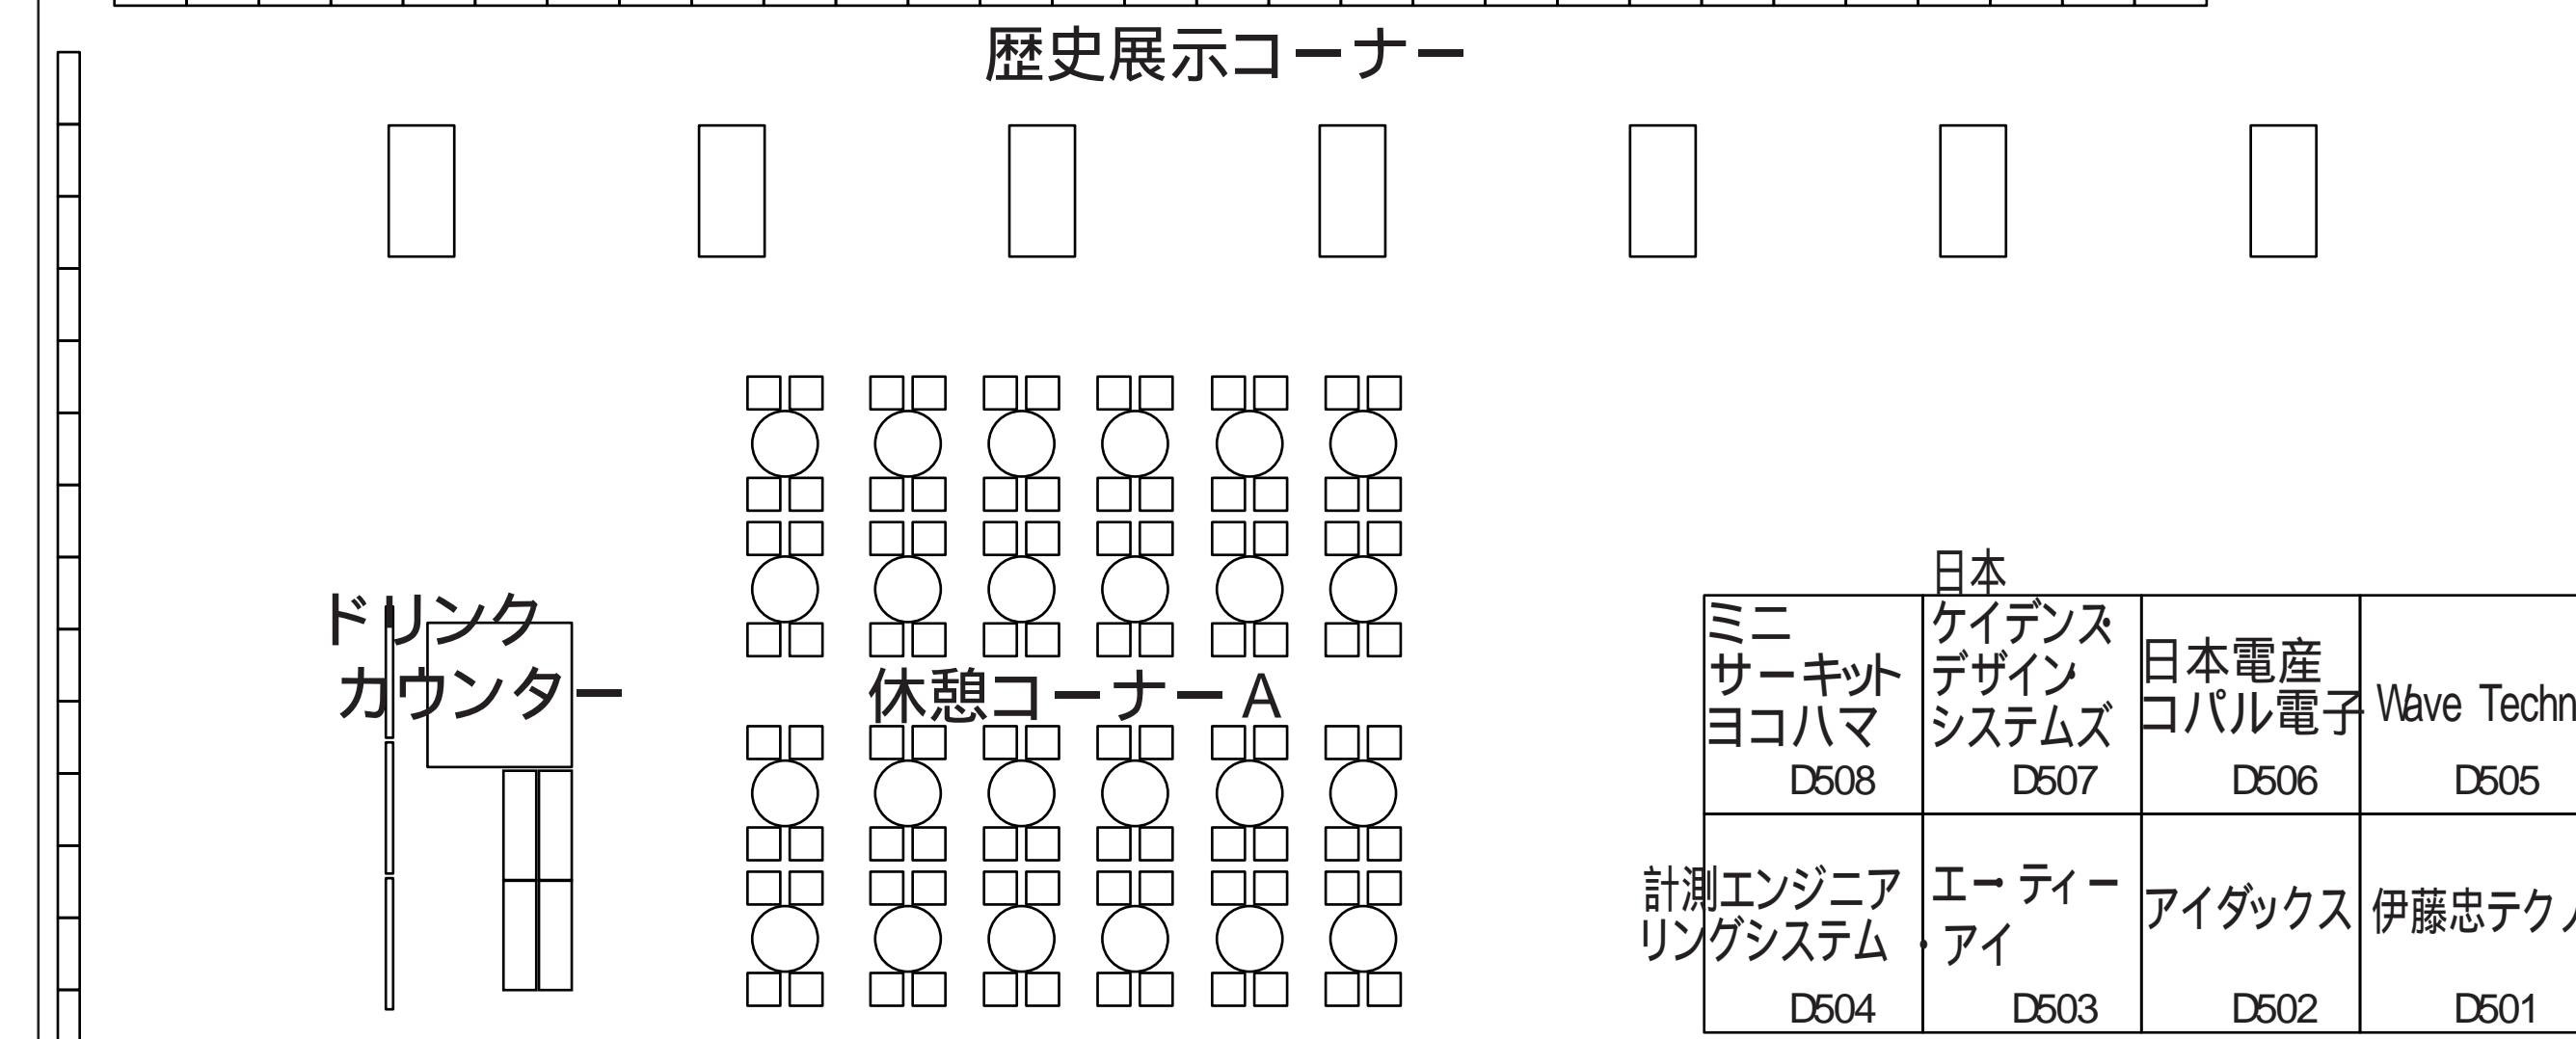 歴史展示コーナー
ドリンク
カウンター
休憩コーナー A
ミニ
サーキット
ヨコハマ
D508
日本
ケイデンス・
デザイン・
システムズ
D507
日本電産
コパル電子
D506
Wave Techn
D505
計測エンジニア
リングシステム
D504
エー・ティー
・アイ
D503
アイダックス
D502
伊藤忠テクノ
D501